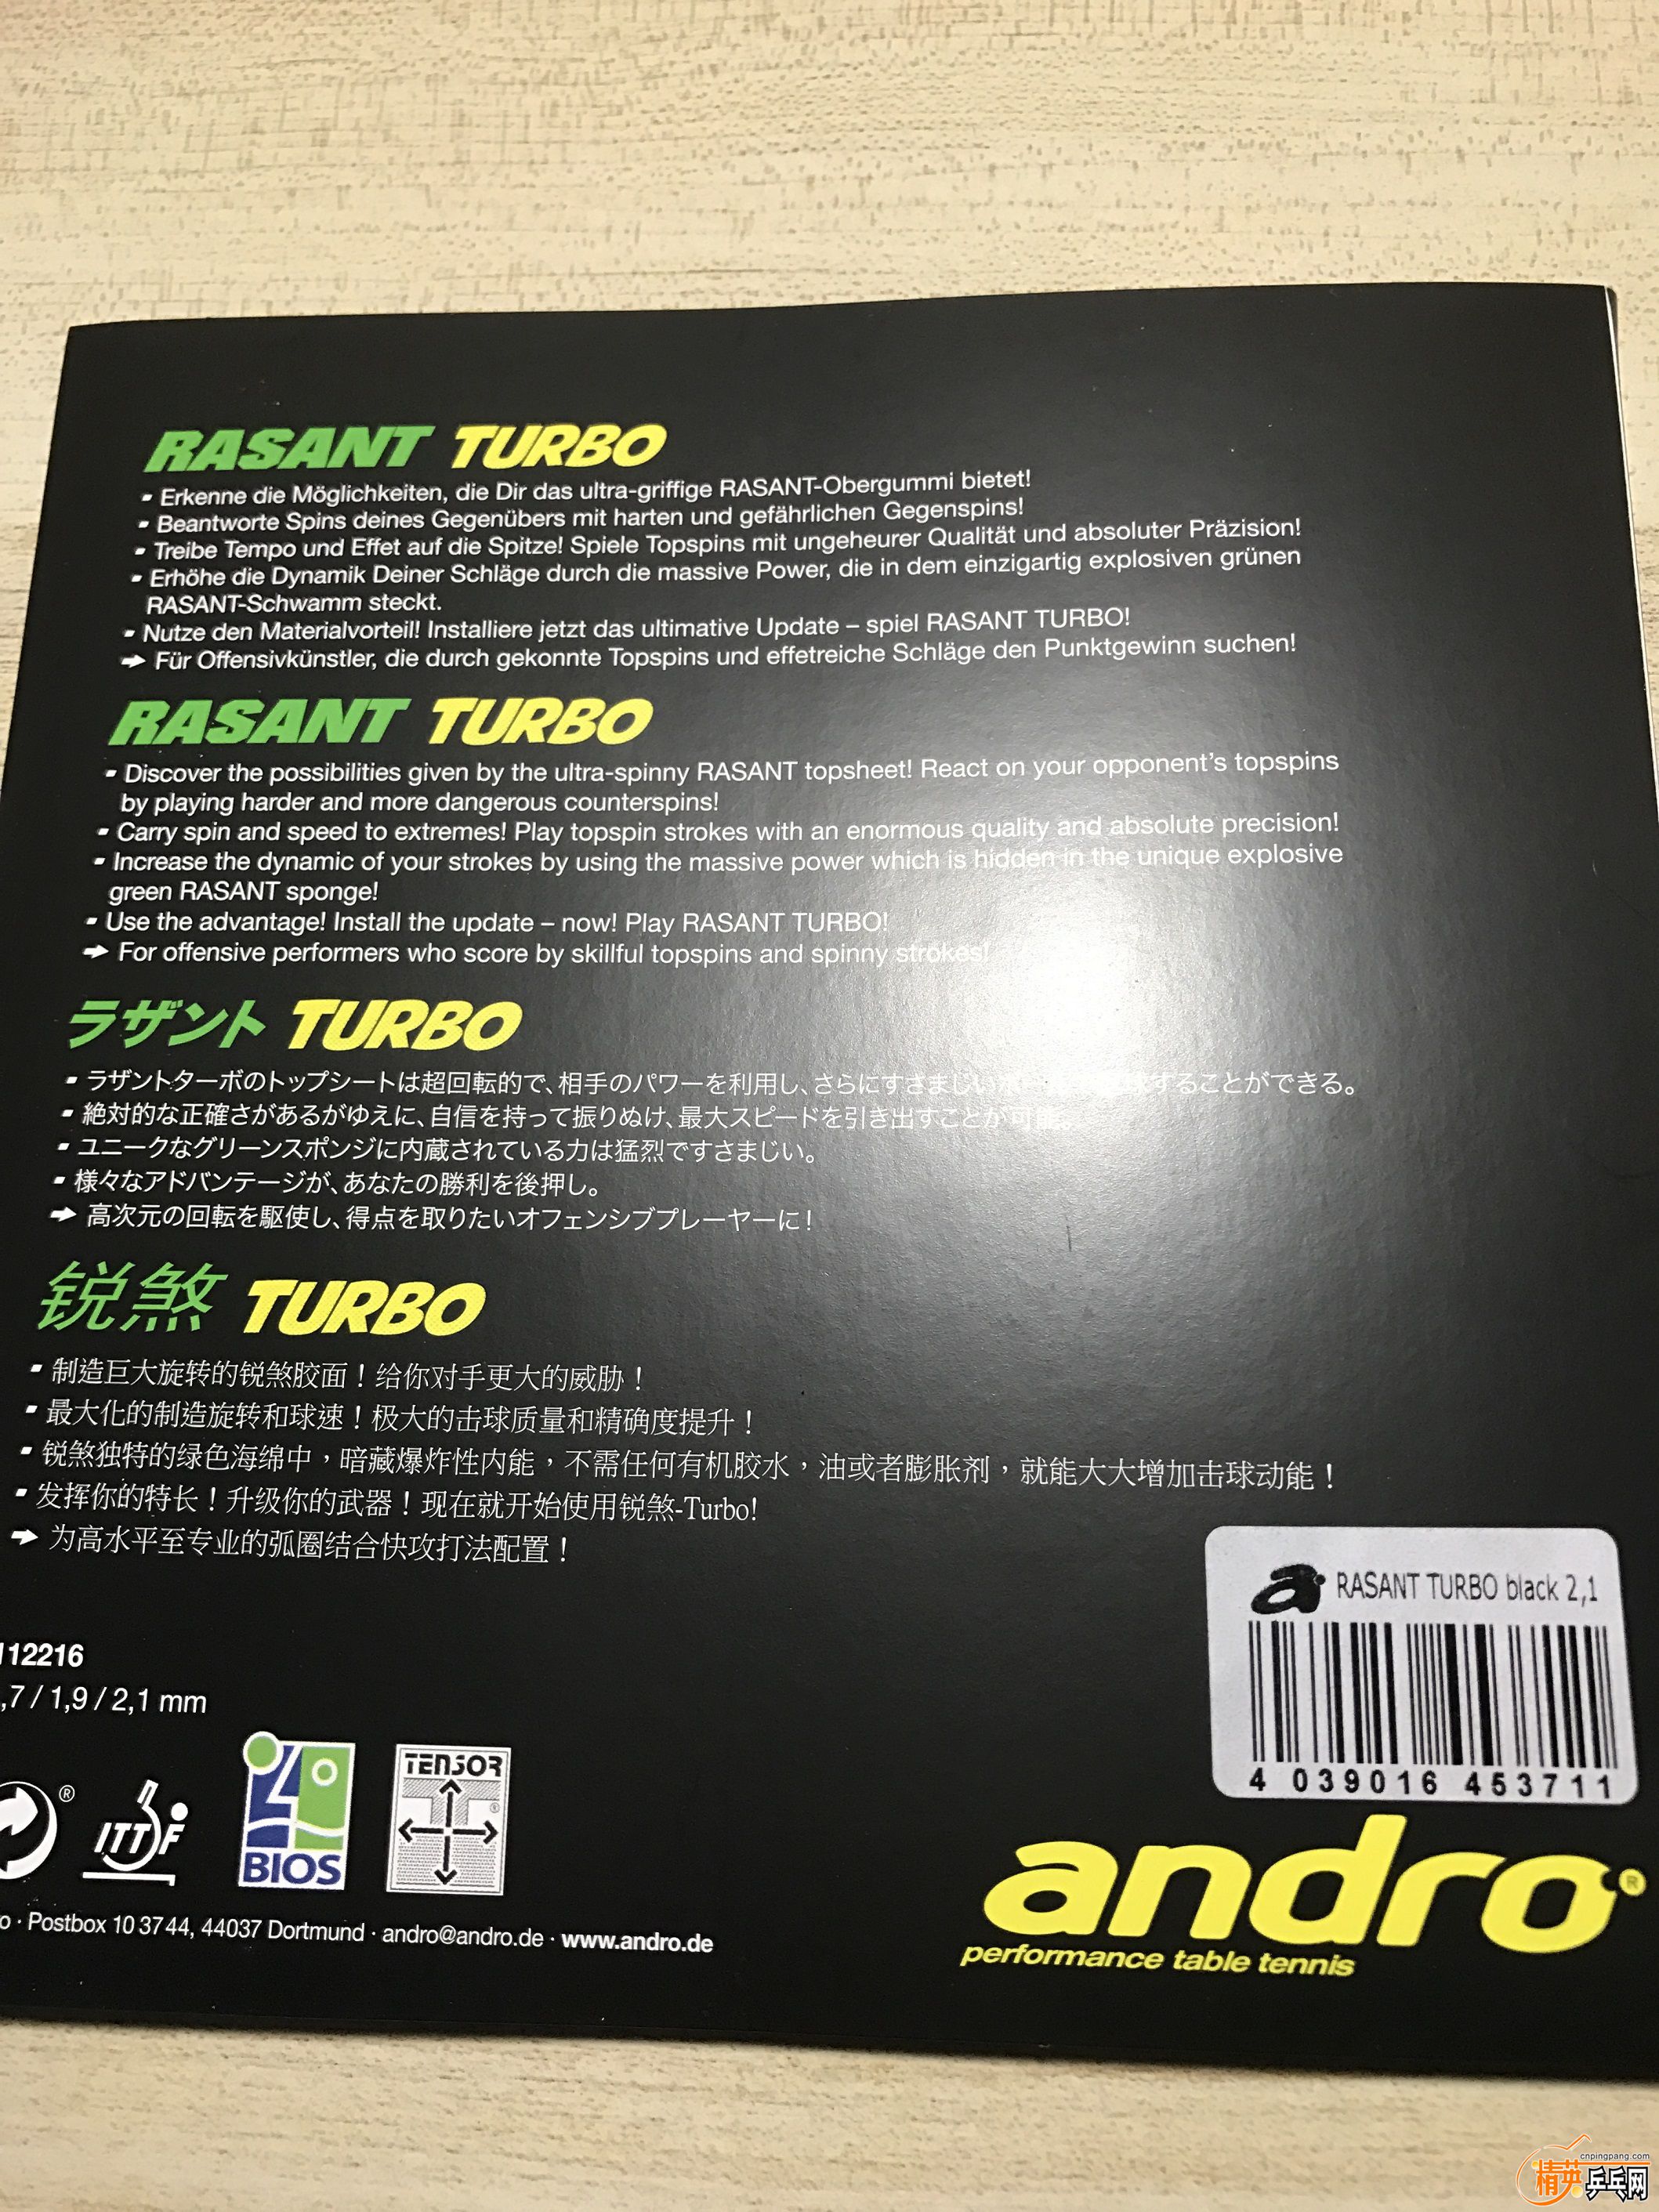 RASANT TURBO
- Erkenne die Möglichkeiten, die Dir das ultra-griffige RASANT-Obergummi bietet!
- Beantworte Spins deines Gegenübers mit harten und gefährlichen Gegenspins!
- Treibe Tempo und Effet auf die Spitze! Spiele Topspins mit ungeheurer Qualität und absoluter Präzision!
- Erhöhe die Dynamik Deiner Schläge durch die massive Power, die in dem einzigartig explosiven grünen
RASANT-Schwamm steckt.
- Nutze den Materialvorteil! Installiere jetzt das ultimative Update – spiel RASANT TURBO!
➨ Für Offensivkünstler, die durch gekonnte Topspins und effetreiche Schläge den Punktgewinn suchen!
RASANT TURBO
- Discover the possibilities given by the ultra-spinny RASANT topsheet! React on your opponent's topspins
by playing harder and more dangerous counterspins!
- Carry spin and speed to extremes! Play topspin strokes with an enormous quality and absolute precision!
- Increase the dynamic of your strokes by using the massive power which is hidden in the unique explosive
green RASANT sponge!
- Use the advantage! Install the update – now! Play RASANT TURBO!
➨ For offensive performers who score by skillful topspins and spinny strokes!
ラザント TURBO
- ラザントターボのトップシートは超回転的で、相手のパワーを利用し、さらにすさまじい することができる。
- 絶対的な正確さがあるがゆえに、自信を持って振りぬけ、最大スピードを引き出すことが可能。
- ユニークなグリーンスポンジに内蔵されている力は猛烈ですさまじい。
- 様々なアドバンテージが、あなたの勝利を後押し。
➨ 高次元の回転を駆使し、得点を取りたいオフェンシブプレーヤーに!
锐煞 TURBO
- 制造巨大旋转的锐煞胶面！给你对手更大的威胁！
- 最大化的制造旋转和球速！极大的击球质量和精确度提升！
- 锐煞独特的绿色海绵中，暗藏爆炸性内能，不需任何有机胶水，油或者膨胀剂，就能大大增加击球动能！
- 发挥你的特长！升级你的武器！现在就开始使用锐煞-Turbo!
➨ 为高水平至专业的弧圈结合快攻打法配置！
a RASANT TURBO black 2,1
4 039016 453711
112216
,7 / 1,9 / 2,1 mm
®
ITTF
BIOS
TENSOR
®
andro®
performance table tennis
o · Postbox 10 37 44, 44037 Dortmund · andro@andro.de · www.andro.de
cnpingpang.com
精英乒乓网